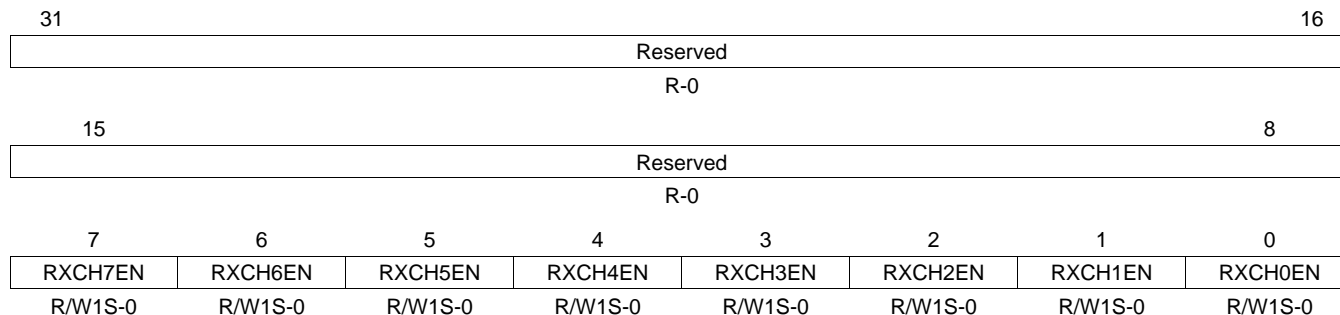 31 16
Reserved
R-0
15 8
Reserved
R-0
7 6 5 4 3 2 1 0
RXCH7EN RXCH6EN RXCH5EN RXCH4EN RXCH3EN RXCH2EN RXCH1EN RXCH0EN
R/W1S-0 R/W1S-0 R/W1S-0 R/W1S-0 R/W1S-0 R/W1S-0 R/W1S-0 R/W1S-0